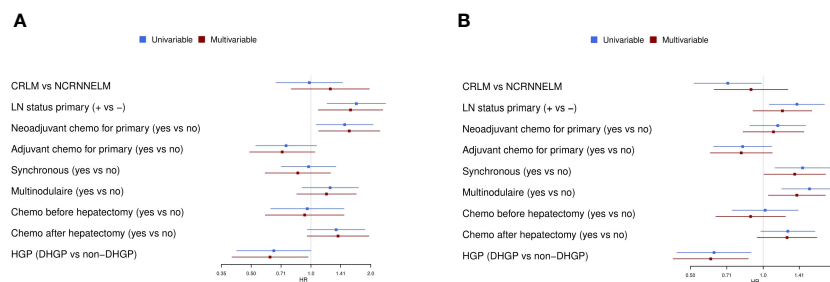 A
Univariable Multivariable
CRLM vs NCRNNELM
LN status primary (+ vs −)
Neoadjuvant chemo for primary (yes vs no)
Adjuvant chemo for primary (yes vs no)
Synchronous (yes vs no)
Multinodulaire (yes vs no)
Chemo before hepatectomy (yes vs no)
Chemo after hepatectomy (yes vs no)
HGP (DHGP vs non−DHGP)
0.35 0.50 0.71 1.0 1.41 2.0
HR
B
Univariable Multivariable
CRLM vs NCRNNELM
LN status primary (+ vs −)
Neoadjuvant chemo for primary (yes vs no)
Adjuvant chemo for primary (yes vs no)
Synchronous (yes vs no)
Multinodulaire (yes vs no)
Chemo before hepatectomy (yes vs no)
Chemo after hepatectomy (yes vs no)
HGP (DHGP vs non−DHGP)
0.50 0.71 1.0 1.41
HR